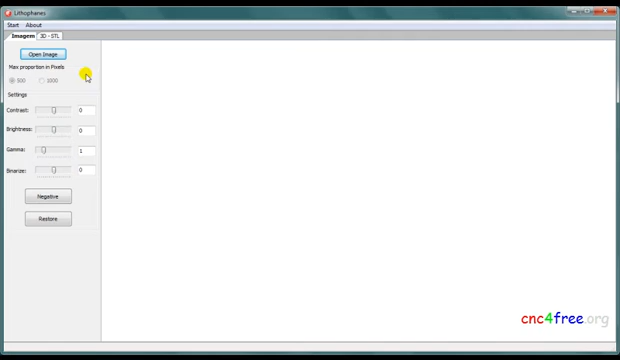 Lithophanes
Start About
Imagem 3D - STL
Open Image
Max proportion in Pixels
500 1000
Settings
Contrast: 0
Brightness: 0
Gamma: 1
Binarize: 0
Negative
Restore
cnc4free.org